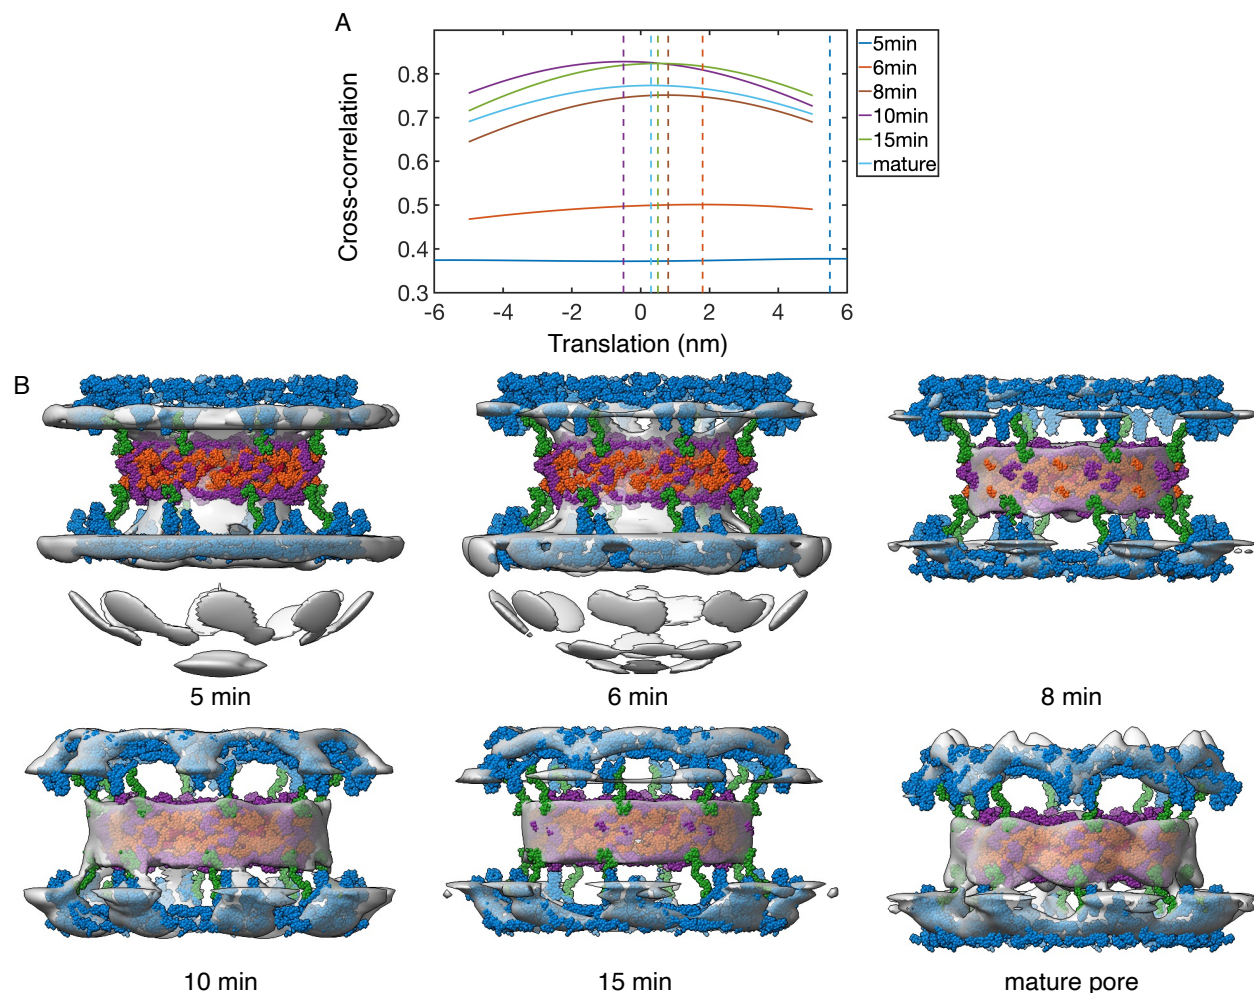 A
Cross-correlation
0.8
0.7
0.6
0.5
0.4
0.3
-6
-4
-2
0
2
4
6
Translation (nm)
5min
6min
8min
10min
15min
mature
B
5 min
6 min
8 min
10 min
15 min
mature pore